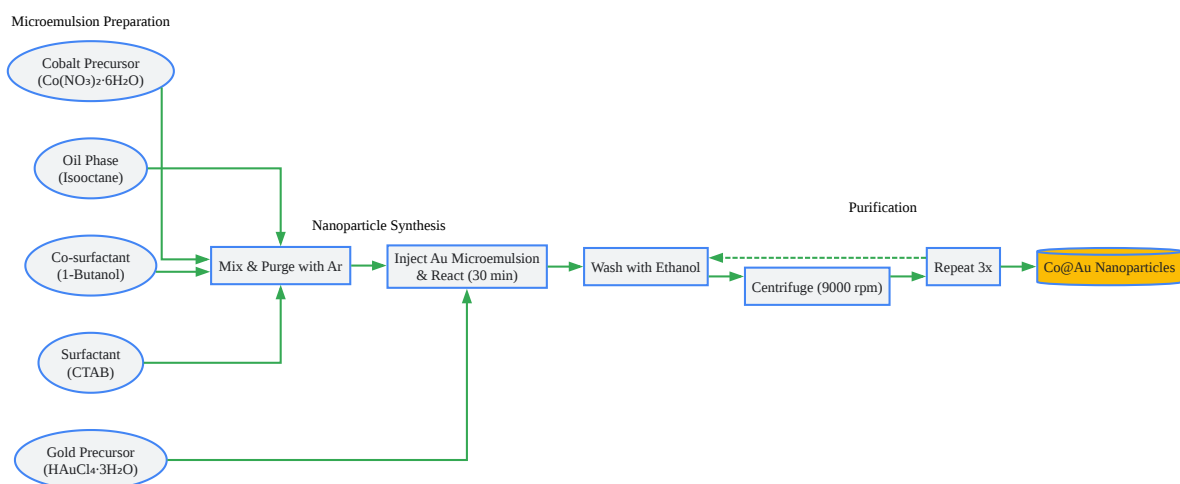 Microemulsion Preparation
Cobalt Precursor
(Co(NO₃)₂·6H₂O)
Oil Phase
(Isooctane)
Co-surfactant
(1-Butanol)
Surfactant
(CTAB)
Gold Precursor
(HAuCl₄·3H₂O)
Nanoparticle Synthesis
Mix & Purge with Ar
Inject Au Microemulsion
& React (30 min)
Purification
Wash with Ethanol
Centrifuge (9000 rpm)
Repeat 3x
Co@Au Nanoparticles